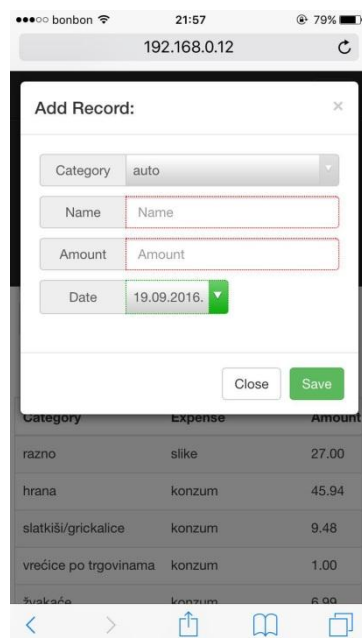 bonbon 21:57 79%
192.168.0.12
Add Record: ×
Category auto
Name Name
Amount Amount
Date 19.09.2016.
Close Save
Category Expense Amount
razno slike 27.00
hrana konzum 45.94
slatkiši/grickalice konzum 9.48
vrećice po trgovinama konzum 1.00
žvakaće konzum 6.99